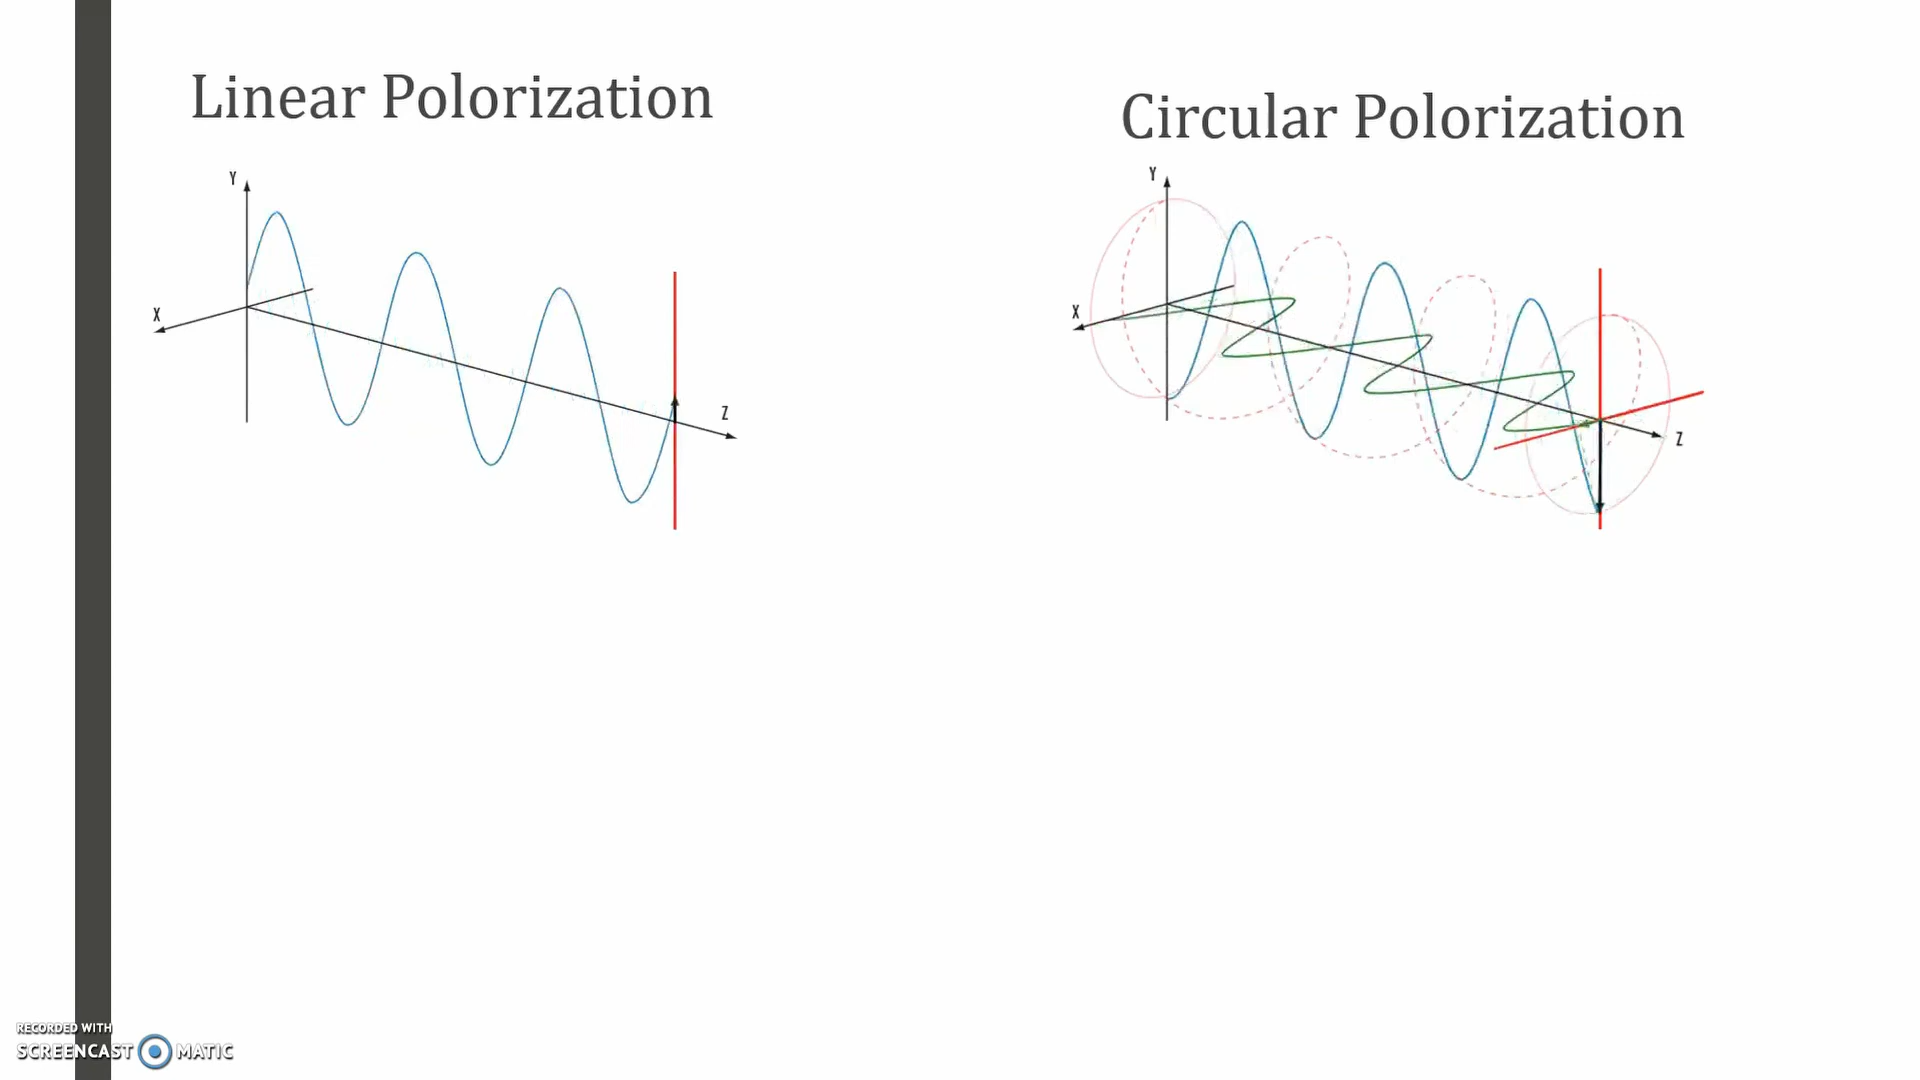 Linear Polorization
Circular Polorization
Y
X
Z
Y
X
Z
RECORDED WITH
SCREENCAST MATIC